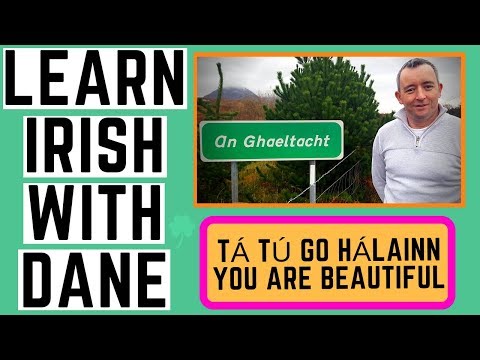 LEARN
IRISH
WITH
DANE
An Ghaeltacht
TÁ TÚ GO HÁLAINN
YOU ARE BEAUTIFUL